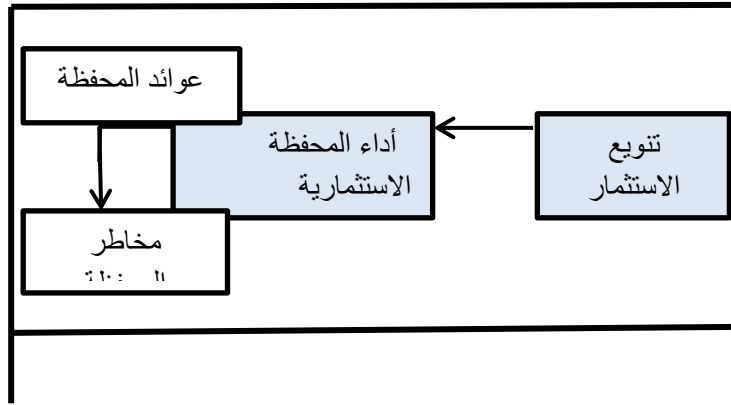 عوائد المحفظة
أداء المحفظة
الاستثمارية
تنويع
الاستثمار
مخاطر